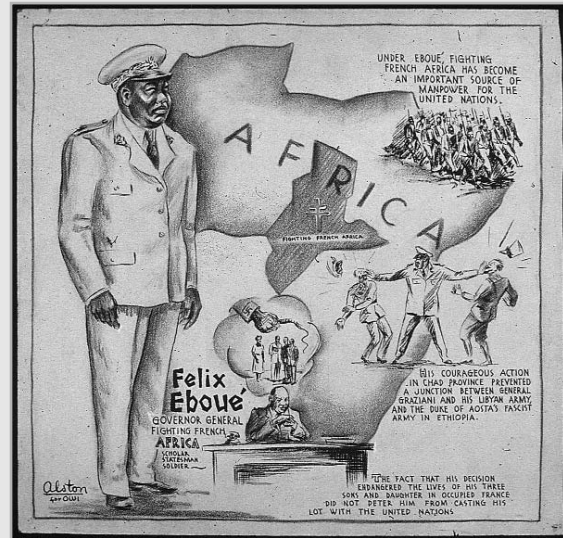 UNDER EBOUÉ, FIGHTING
FRENCH AFRICA HAS BECOME
AN IMPORTANT SOURCE OF
MANPOWER FOR THE
UNITED NATIONS.
AFRICA
FIGHTING FRENCH AFRICA
HIS COURAGEOUS ACTION
IN CHAD PROVINCE PREVENTED
A JUNCTION BETWEEN GENERAL
GRAZIANI AND HIS LIBYAN ARMY,
AND THE DUKE OF AOSTA'S FASCIST
ARMY IN ETHIOPIA.
Felix
Eboué
GOVERNOR GENERAL
FIGHTING FRENCH
AFRICA
SCHOLAR
STATESMAN
SOLDIER
THE FACT THAT HIS DECISION
ENDANGERED THE LIVES OF HIS THREE
SONS AND DAUGHTER IN OCCUPIED FRANCE
DID NOT DETER HIM FROM CASTING HIS
LOT WITH THE UNITED NATIONS
Alston
for OWI